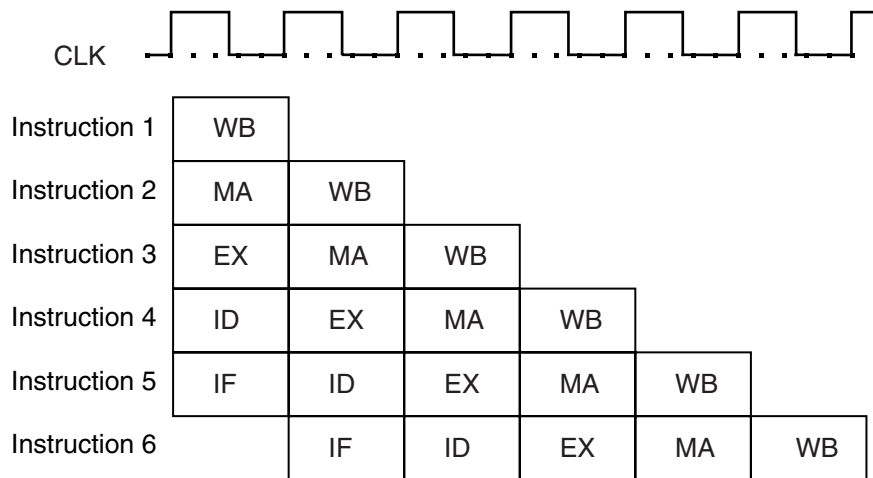 CLK
Instruction 1 WB
Instruction 2 MA WB
Instruction 3 EX MA WB
Instruction 4 ID EX MA WB
Instruction 5 IF ID EX MA WB
Instruction 6 IF ID EX MA WB